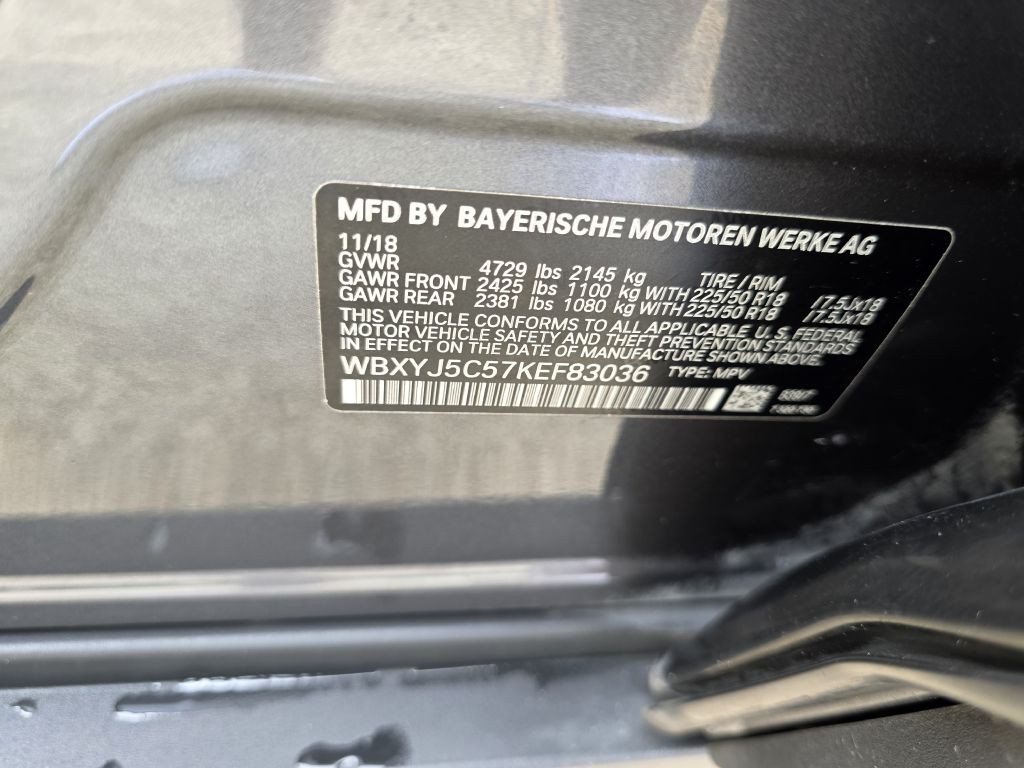 MFD BY BAYERISCHE MOTOREN WERKE AG
11/18
GVWR 4729 lbs 2145 kg TIRE / RIM
GAWR FRONT 2425 lbs 1100 kg WITH 225/50 R18 /7.5Jx18
GAWR REAR 2381 lbs 1080 kg WITH 225/50 R18 /7.5Jx18
THIS VEHICLE CONFORMS TO ALL APPLICABLE U. S. FEDERAL
MOTOR VEHICLE SAFETY AND THEFT PREVENTION STANDARDS
IN EFFECT ON THE DATE OF MANUFACTURE SHOWN ABOVE.
WBXYJ5C57KEF83036 TYPE: MPV